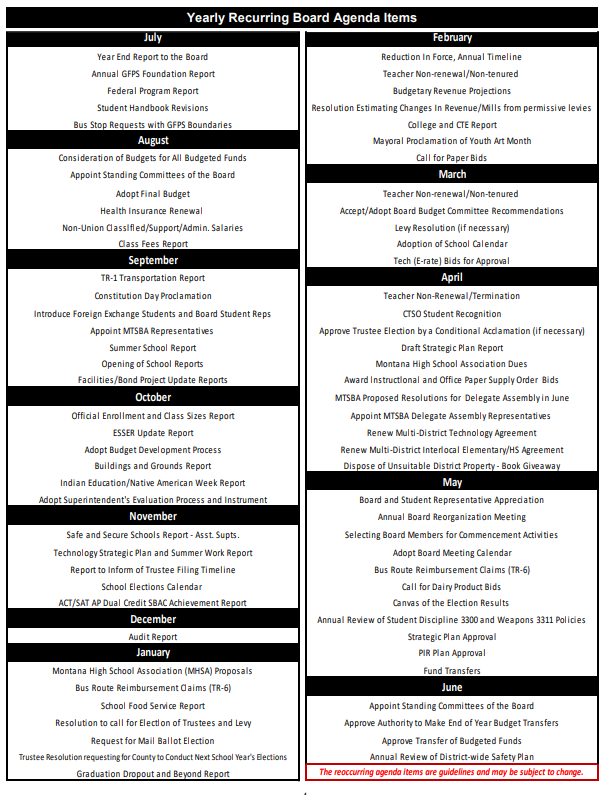 Yearly Recurring Board Agenda Items
July
Year End Report to the Board
Annual GFPS Foundation Report
Federal Program Report
Student Handbook Revisions
Bus Stop Requests with GFPS Boundaries
August
Consideration of Budgets for All Budgeted Funds
Appoint Standing Committees of the Board
Adopt Final Budget
Health Insurance Renewal
Non-Union Classified/Support/Admin. Salaries
Class Fees Report
September
TR-1 Transportation Report
Constitution Day Proclamation
Introduce Foreign Exchange Students and Board Student Reps
Appoint MTSBA Representatives
Summer School Report
Opening of School Reports
Facilities/Bond Project Update Reports
October
Official Enrollment and Class Sizes Report
ESSER Update Report
Adopt Budget Development Process
Buildings and Grounds Report
Indian Education/Native American Week Report
Adopt Superintendent's Evaluation Process and Instrument
November
Safe and Secure Schools Report - Asst. Supts.
Technology Strategic Plan and Summer Work Report
Report to Inform of Trustee Filing Timeline
School Elections Calendar
ACT/SAT AP Dual Credit SBAC Achievement Report
December
Audit Report
January
Montana High School Association (MHSA) Proposals
Bus Route Reimbursement Claims (TR-6)
School Food Service Report
Resolution to call for Election of Trustees and Levy
Request for Mail Ballot Election
Trustee Resolution requesting for County to Conduct Next School Year's Elections
Graduation Dropout and Beyond Report
February
Reduction In Force, Annual Timeline
Teacher Non-renewal/Non-tenured
Budgetary Revenue Projections
Resolution Estimating Changes In Revenue/Mills from permissive levies
College and CTE Report
Mayoral Proclamation of Youth Art Month
Call for Paper Bids
March
Teacher Non-renewal/Non-tenured
Accept/Adopt Board Budget Committee Recommendations
Levy Resolution (if necessary)
Adoption of School Calendar
Tech (E-rate) Bids for Approval
April
Teacher Non-Renewal/Termination
CTSO Student Recognition
Approve Trustee Election by a Conditional Acclamation (if necessary)
Draft Strategic Plan Report
Montana High School Association Dues
Award Instructional and Office Paper Supply Order Bids
MTSBA Proposed Resolutions for Delegate Assembly in June
Appoint MTSBA Delegate Assembly Representatives
Renew Multi-District Technology Agreement
Renew Multi-District Interlocal Elementary/HS Agreement
Dispose of Unsuitable District Property - Book Giveaway
May
Board and Student Representative Appreciation
Annual Board Reorganization Meeting
Selecting Board Members for Commencement Activities
Adopt Board Meeting Calendar
Bus Route Reimbursement Claims (TR-6)
Call for Dairy Product Bids
Canvas of the Election Results
Annual Review of Student Discipline 3300 and Weapons 3311 Policies
Strategic Plan Approval
PIR Plan Approval
Fund Transfers
June
Appoint Standing Committees of the Board
Approve Authority to Make End of Year Budget Transfers
Approve Transfer of Budgeted Funds
Annual Review of District-wide Safety Plan
The reoccurring agenda items are guidelines and may be subject to change.